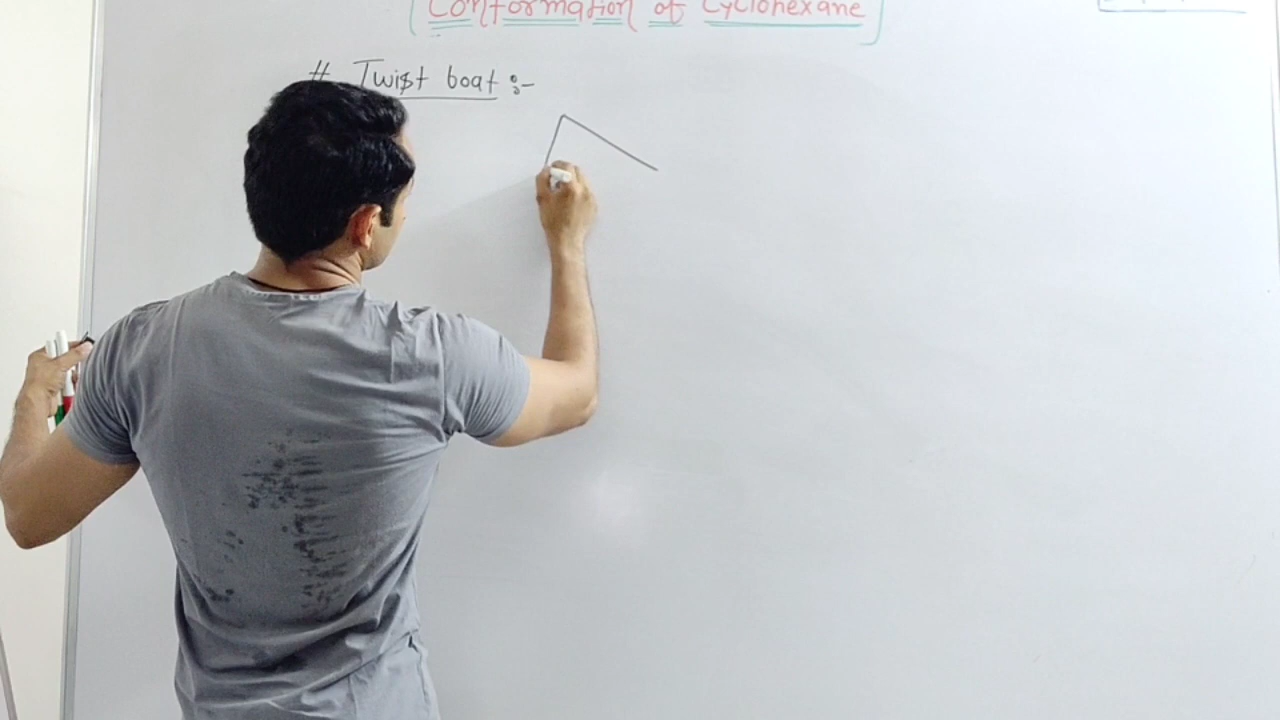 Conformation of Cyclohexane
# Twist boat :-